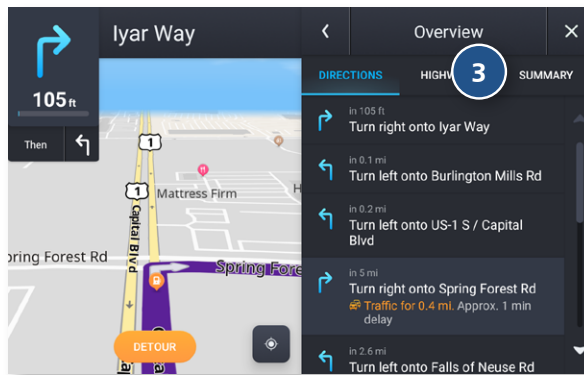 Iyar Way
105 ft
Then
1
1
Mattress Firm
H
Capital Blvd
pring Forest Rd
Spring Fore
Ca
Ca
DETOUR
Overview
DIRECTIONS
HIGHW
3
SUMMARY
in 105 ft
Turn right onto Iyar Way
in 0.1 mi
Turn left onto Burlington Mills Rd
in 0.2 mi
Turn left onto US-1 S / Capital
Blvd
in 5 mi
Turn right onto Spring Forest Rd
Traffic for 0.4 mi. Approx. 1 min
delay
in 2.6 mi
Turn left onto Falls of Neuse Rd